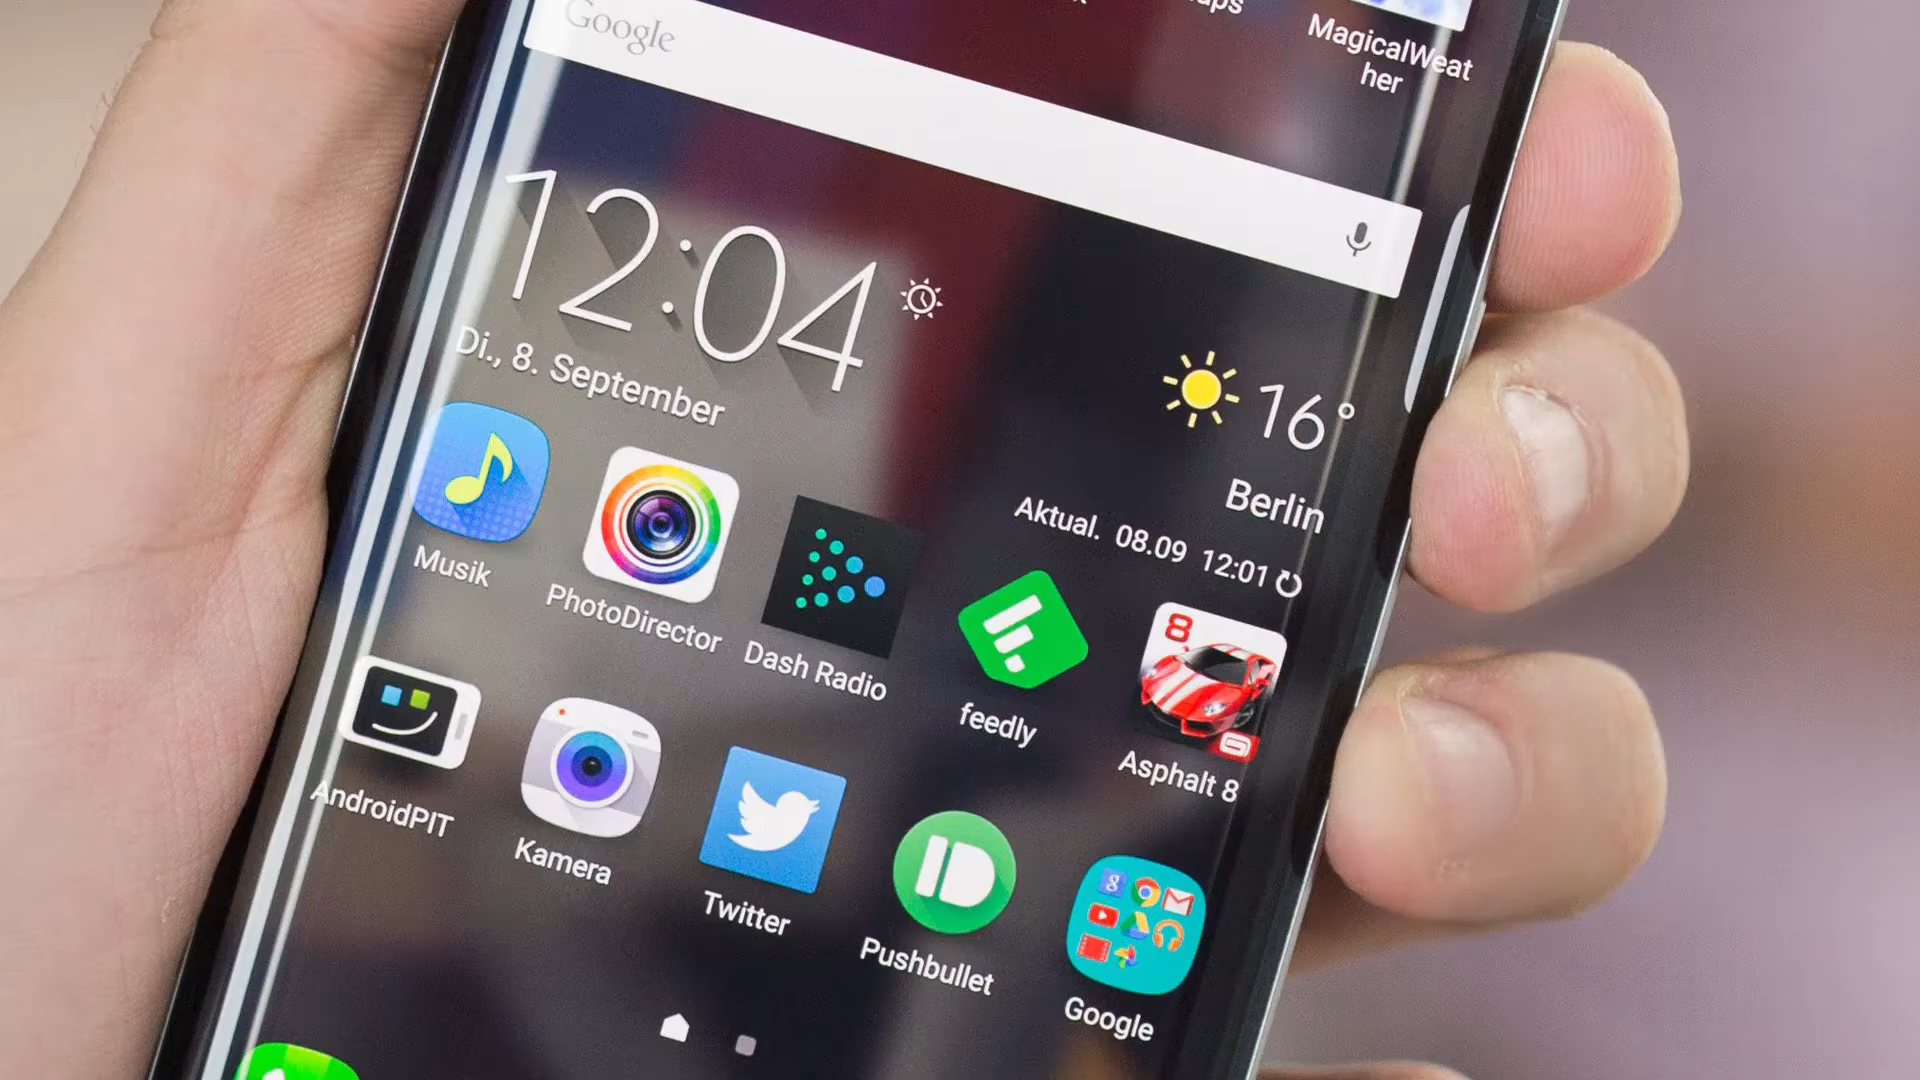 MagicalWeat
her
Google
12:04
Di., 8. September
16°
Berlin
Aktual. 08.09 12:01
Musik
PhotoDirector
Dash Radio
feedly
8
Asphalt 8
AndroidPIT
Kamera
Twitter
Pushbullet
Google